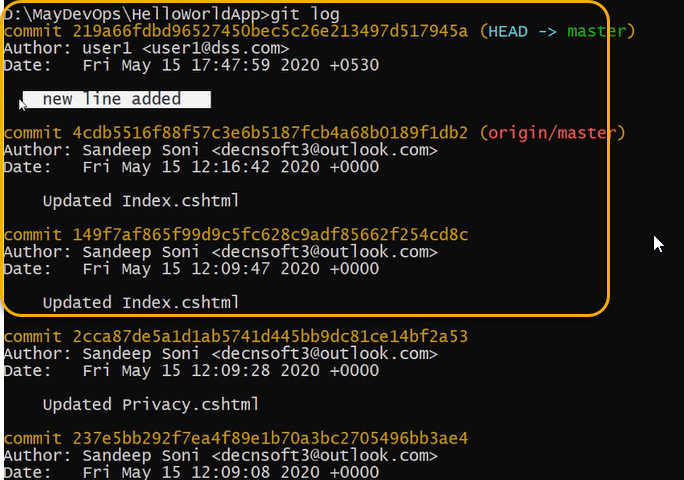 D:\MayDevOps\HelloWorldApp>git log
commit 219a66fdbd96527450bec5c26e213497d517945a (HEAD -> master)
Author: user1 <user1@dss.com>
Date:   Fri May 15 17:47:59 2020 +0530
new line added
commit 4cdb5516f88f57c3e6b5187fcb4a68b0189f1db2 (origin/master)
Author: Sandeep Soni <decnsoft3@outlook.com>
Date:   Fri May 15 12:16:42 2020 +0000
Updated Index.cshtml
commit 149f7af865f99d9c5fc628c9adf85662f254cd8c
Author: Sandeep Soni <decnsoft3@outlook.com>
Date:   Fri May 15 12:09:47 2020 +0000
Updated Index.cshtml
commit 2cca87de5a1d1ab5741d445bb9dc81ce14bf2a53
Author: Sandeep Soni <decnsoft3@outlook.com>
Date:   Fri May 15 12:09:28 2020 +0000
Updated Privacy.cshtml
commit 237e5bb292f7ea4f89e1b70a3bc2705496bb3ae4
Author: Sandeep Soni <decnsoft3@outlook.com>
Date:   Fri May 15 12:09:08 2020 +0000